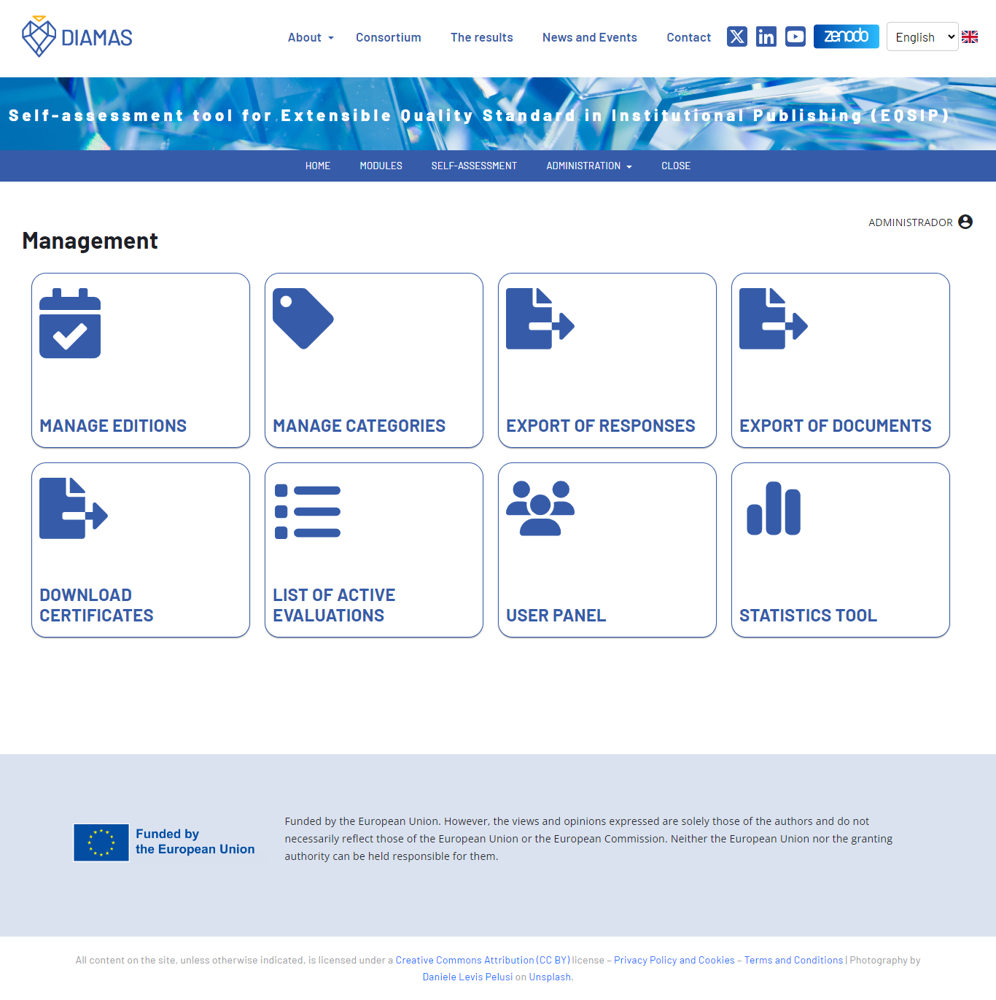 DIAMAS
About
Consortium
The results
News and Events
Contact
zenodo
English
Self-assessment tool for Extensible Quality Standard in Institutional Publishing (EQSIP)
HOME
MODULES
SELF-ASSESSMENT
ADMINISTRATION
CLOSE
ADMINISTRADOR
Management
MANAGE EDITIONS
MANAGE CATEGORIES
EXPORT OF RESPONSES
EXPORT OF DOCUMENTS
DOWNLOAD
CERTIFICATES
LIST OF ACTIVE
EVALUATIONS
USER PANEL
STATISTICS TOOL
Funded by
the European Union
Funded by the European Union. However, the views and opinions expressed are solely those of the authors and do not
necessarily reflect those of the European Union or the European Commission. Neither the European Union nor the granting
authority can be held responsible for them.
All content on the site, unless otherwise indicated, is licensed under a Creative Commons Attribution (CC BY) license – Privacy Policy and Cookies – Terms and Conditions | Photography by
Daniele Levis Pelusi on Unsplash.